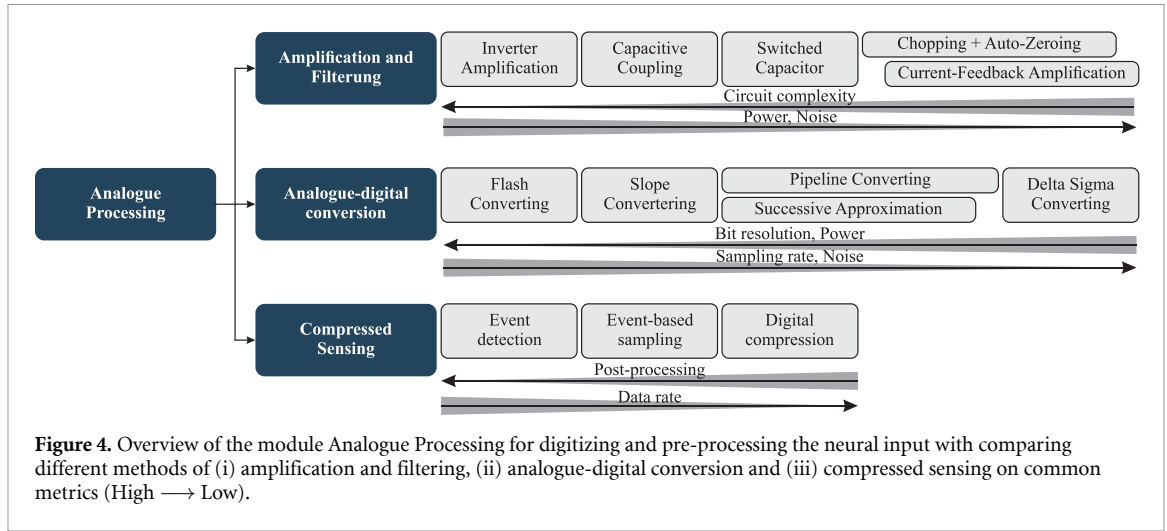 Amplification and
Filterung
Inverter
Amplification
Capacitive
Coupling
Switched
Capacitor
Chopping + Auto-Zeroing
Current-Feedback Amplification
Circuit complexity
Power, Noise
Analogue
Processing
Analogue-digital
conversion
Flash
Converting
Slope
Convertering
Pipeline Converting
Successive Approximation
Delta Sigma
Converting
Bit resolution, Power
Sampling rate, Noise
Compressed
Sensing
Event
detection
Event-based
sampling
Digital
compression
Post-processing
Data rate
Figure 4. Overview of the module Analogue Processing for digitizing and pre-processing the neural input with comparing
different methods of (i) amplification and filtering, (ii) analogue-digital conversion and (iii) compressed sensing on common
metrics (High ⟶ Low).